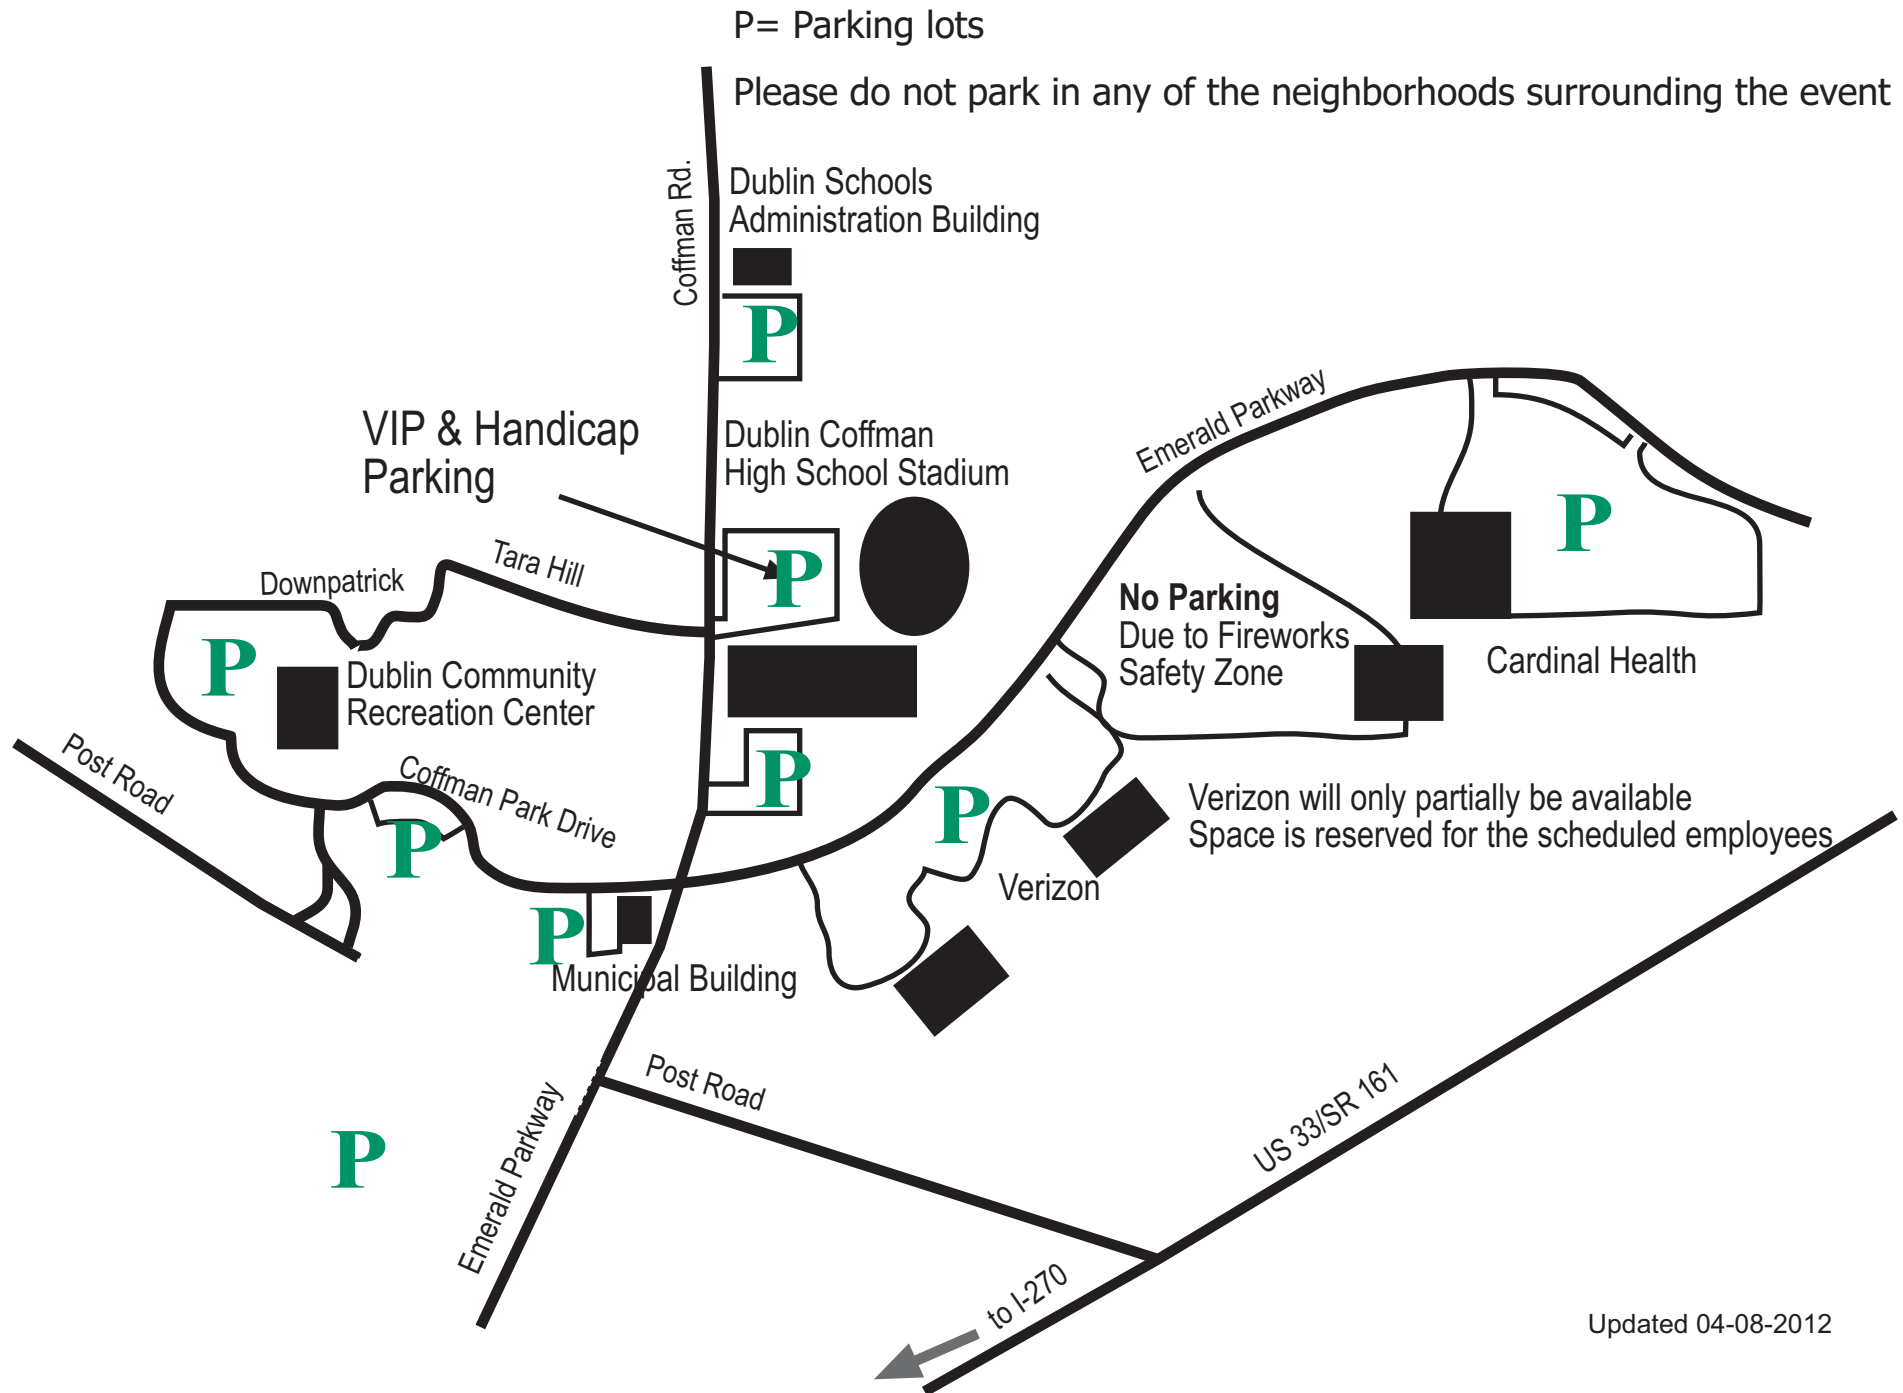 P= Parking lots
Please do not park in any of the neighborhoods surrounding the event
Coffman Rd.
Dublin Schools
Administration Building
P
VIP & Handicap
Parking
Dublin Coffman
High School Stadium
Emerald Parkway
P
P
Tara Hill
Downpatrick
No Parking
Due to Fireworks
Safety Zone
Cardinal Health
P
Dublin Community
Recreation Center
Post Road
Coffman Park Drive
P
P
P
Verizon will only partially be available
Space is reserved for the scheduled employees
Verizon
P
Municipal Building
Post Road
Emerald Parkway
P
US 33/SR 161
to I-270
Updated 04-08-2012